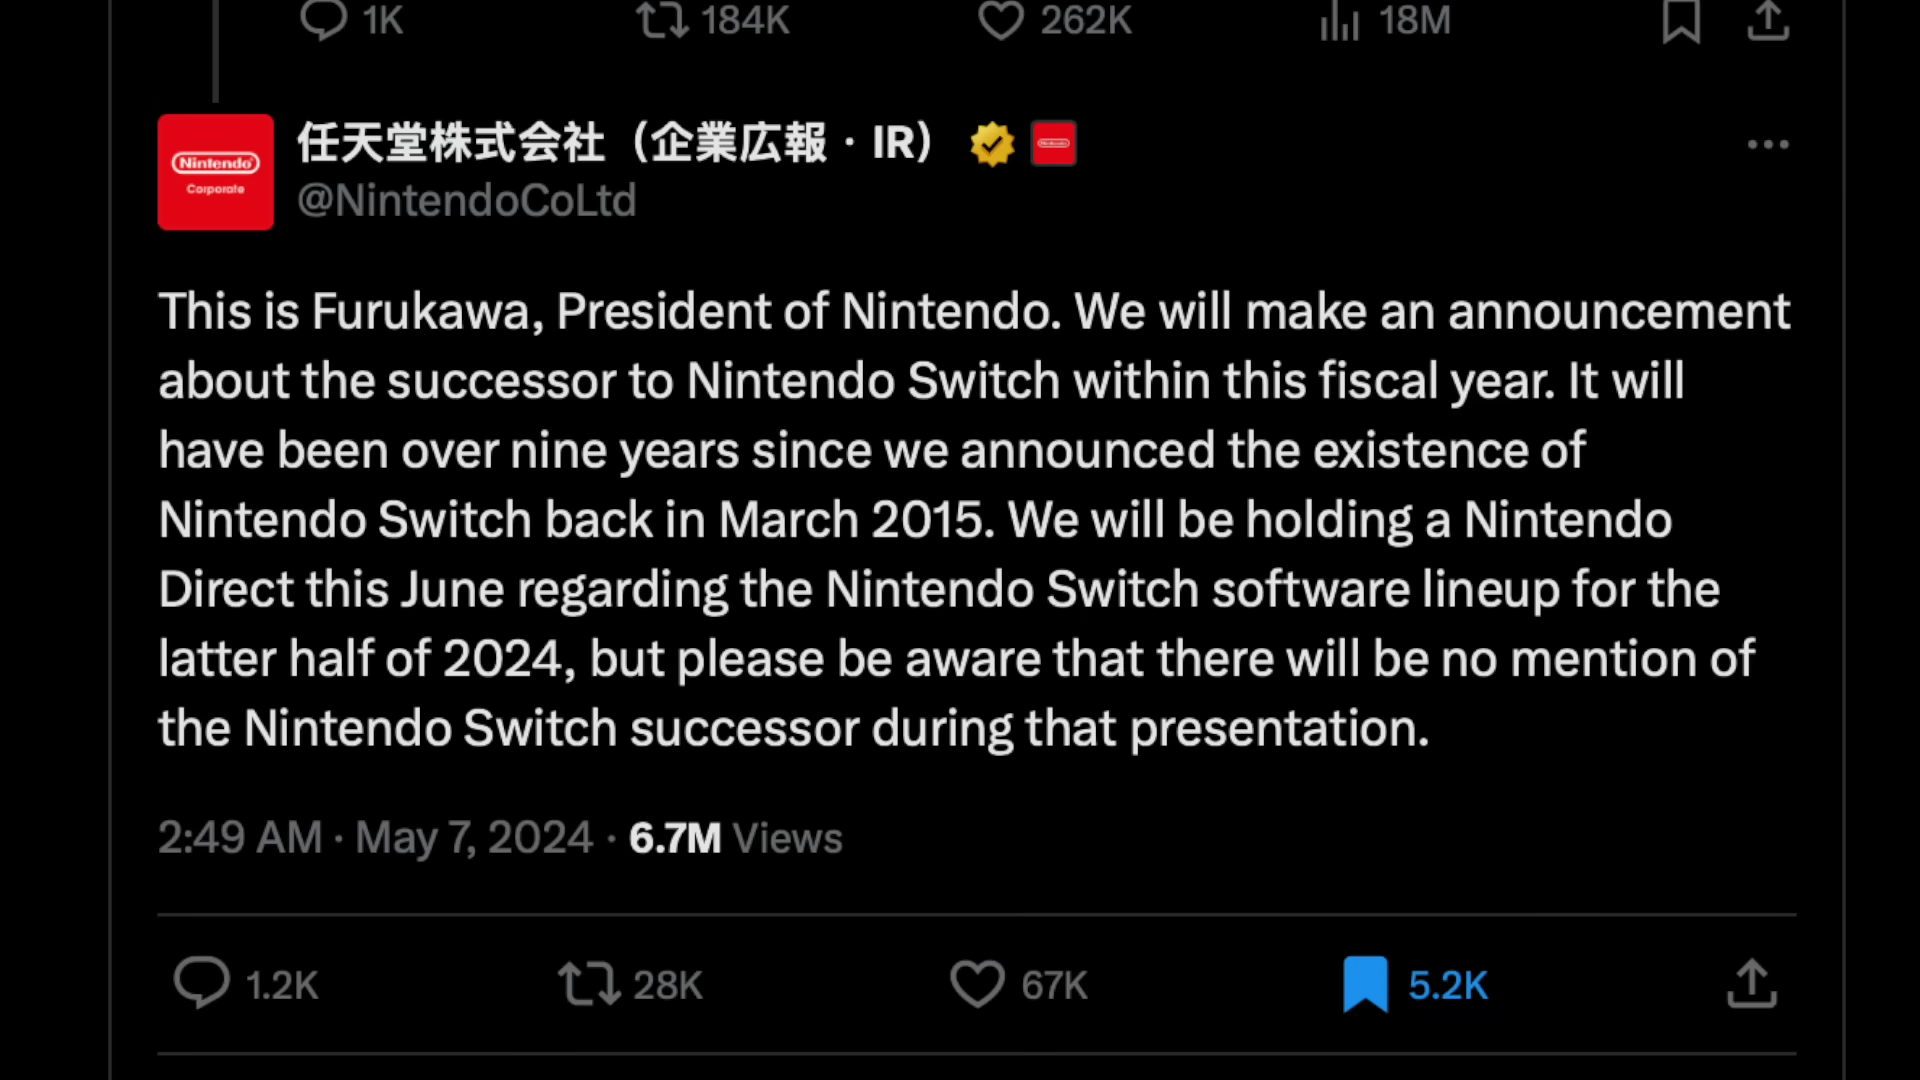 1K 184K 262K 18M
任天堂株式会社（企業広報・IR）
@NintendoCoLtd
Nintendo
Corporate
This is Furukawa, President of Nintendo. We will make an announcement
about the successor to Nintendo Switch within this fiscal year. It will
have been over nine years since we announced the existence of
Nintendo Switch back in March 2015. We will be holding a Nintendo
Direct this June regarding the Nintendo Switch software lineup for the
latter half of 2024, but please be aware that there will be no mention of
the Nintendo Switch successor during that presentation.
2:49 AM · May 7, 2024 · 6.7M Views
1.2K 28K 67K 5.2K